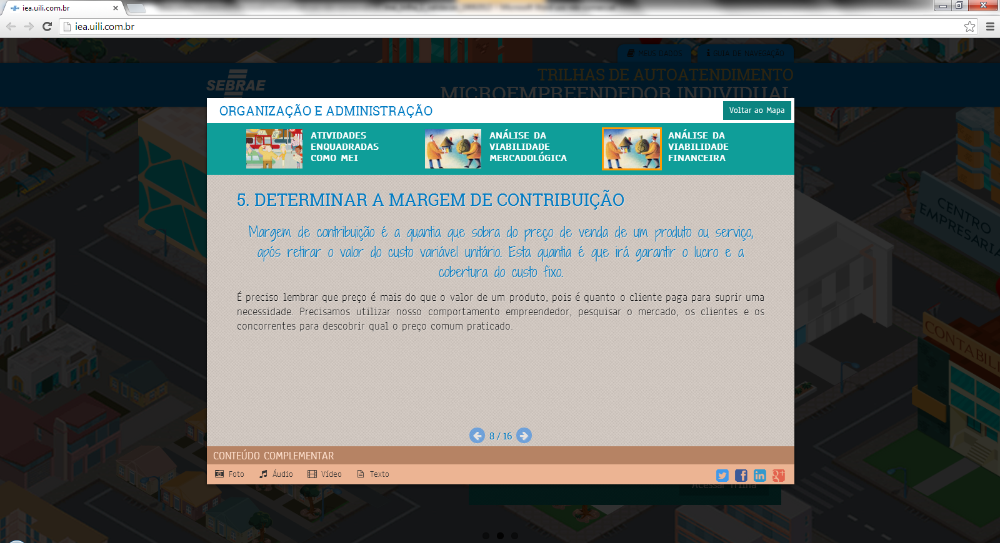 iea.uili.com.br
iea.uili.com.br
MEUS DADOS
GUIA DE NAVEGAÇÃO
SEBRAE
TRILHAS DE AUTOATENDIMENTO
MICROEMPREENDEDOR INDIVIDUAL
ORGANIZAÇÃO E ADMINISTRAÇÃO
Voltar ao Mapa
ATIVIDADES
ENQUADRADAS
COMO MEI
ANÁLISE DA
VIABILIDADE
MERCADOLÓGICA
ANÁLISE DA
VIABILIDADE
FINANCEIRA
5. DETERMINAR A MARGEM DE CONTRIBUIÇÃO
Margem de contribuição é a quantia que sobra do preço de venda de um produto ou serviço,
após retirar o valor do custo variável unitário. Esta quantia é que irá garantir o lucro e a
cobertura do custo fixo.
É preciso lembrar que preço é mais do que o valor de um produto, pois é quanto o cliente paga para suprir uma
necessidade. Precisamos utilizar nosso comportamento empreendedor, pesquisar o mercado, os clientes e os
concorrentes para descobrir qual o preço comum praticado.
8 / 16
CONTEÚDO COMPLEMENTAR
Foto
Áudio
Vídeo
Texto
Acessar Trilha
CENTRO
EMPRESARIA
CONTABILI